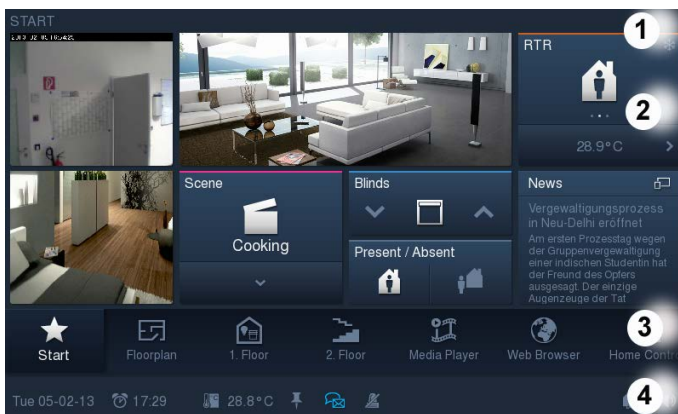 START
1
RTR
2
28.9°C
Scene
Cooking
Blinds
Present / Absent
News
Vergewaltigungsprozess
in Neu-Delhi eröffnet
Am ersten Prozesstag wegen
der Gruppenvergewaltigung
einer indischen Studentin hat
der Freund des Opfers
ausgesagt. Der einzige
Augenzeuge der Tat
3
Start
Floorplan
1. Floor
2. Floor
Media Player
Web Browser
Home Contr
4
Tue 05-02-13
17:29
28.8°C